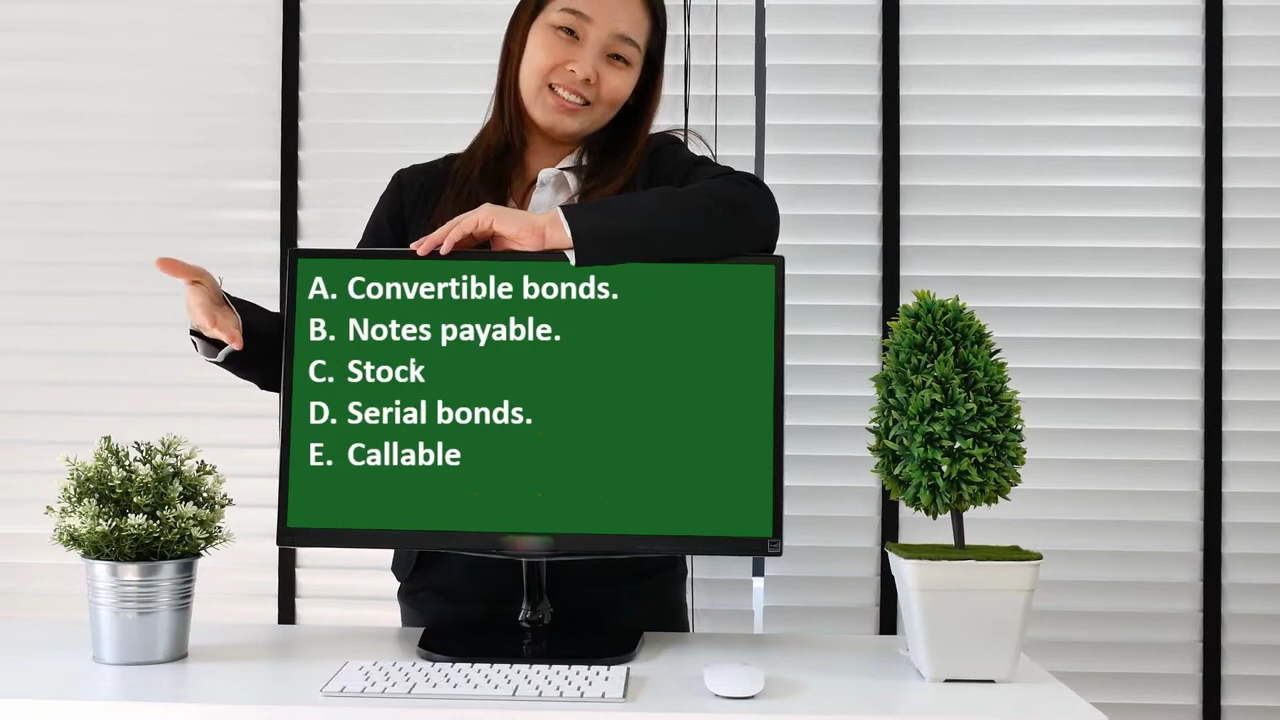 A. Convertible bonds.
B. Notes payable.
C. Stock
D. Serial bonds.
E. Callable